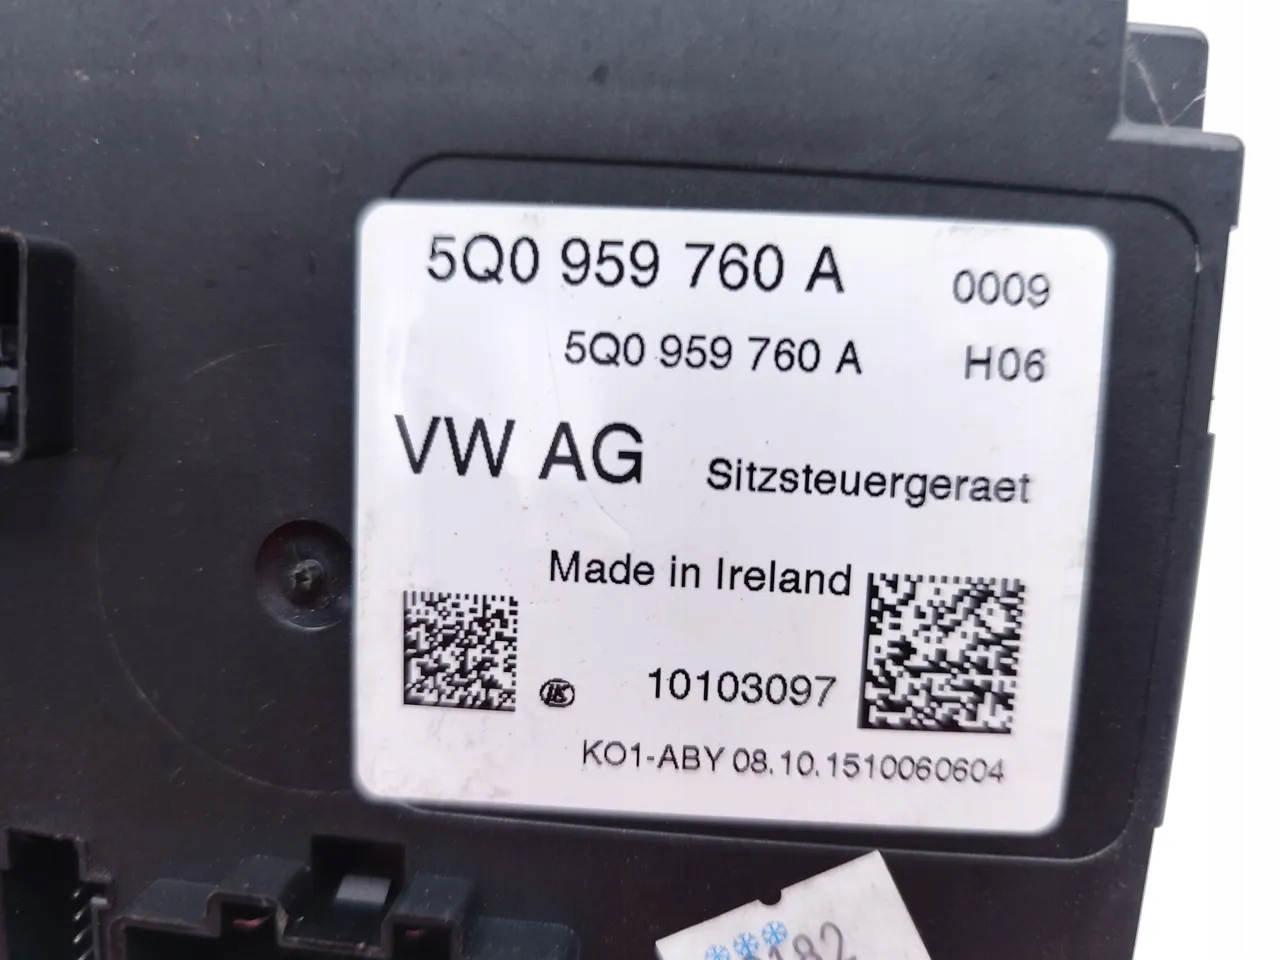 5Q0 959 760 A 0009
5Q0 959 760 A H06
VW AG Sitzsteuergeraet
Made in Ireland
10103097
KO1-ABY 08.10.1510060604
182